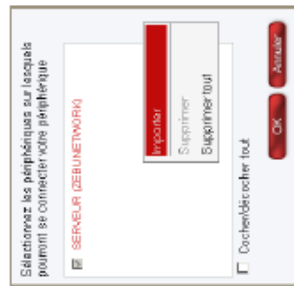 Sélectionnez les périphériques sur lesquels
pourront se connecter votre périphérique
SERVEUR (ZEBUNETWORK)
Importer
Supprimer
Supprimer tout
Cocher/décocher tout
OK
Annuler